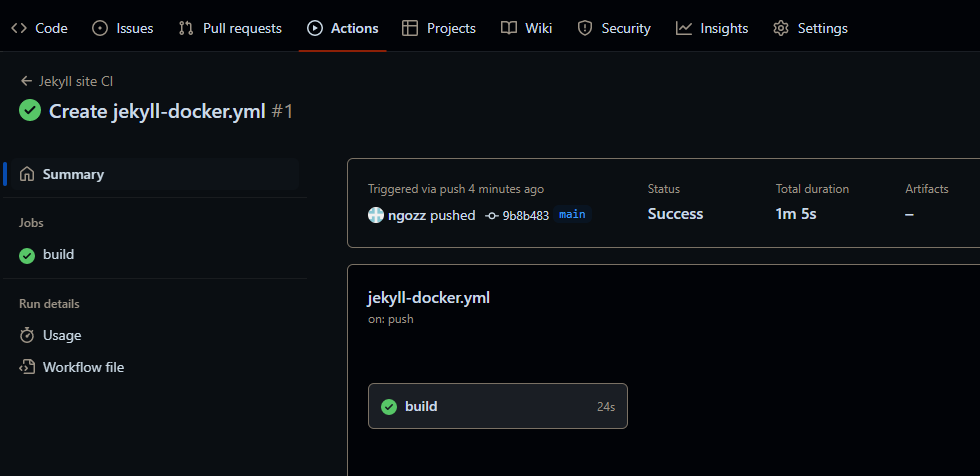 Code Issues Pull requests Actions Projects Wiki Security Insights Settings
Jekyll site CI
Create jekyll-docker.yml #1
Summary
Jobs
build
Run details
Usage
Workflow file
Triggered via push 4 minutes ago
ngozz pushed 9b8b483 main
Status
Success
Total duration
1m 5s
Artifacts
–
jekyll-docker.yml
on: push
build 24s